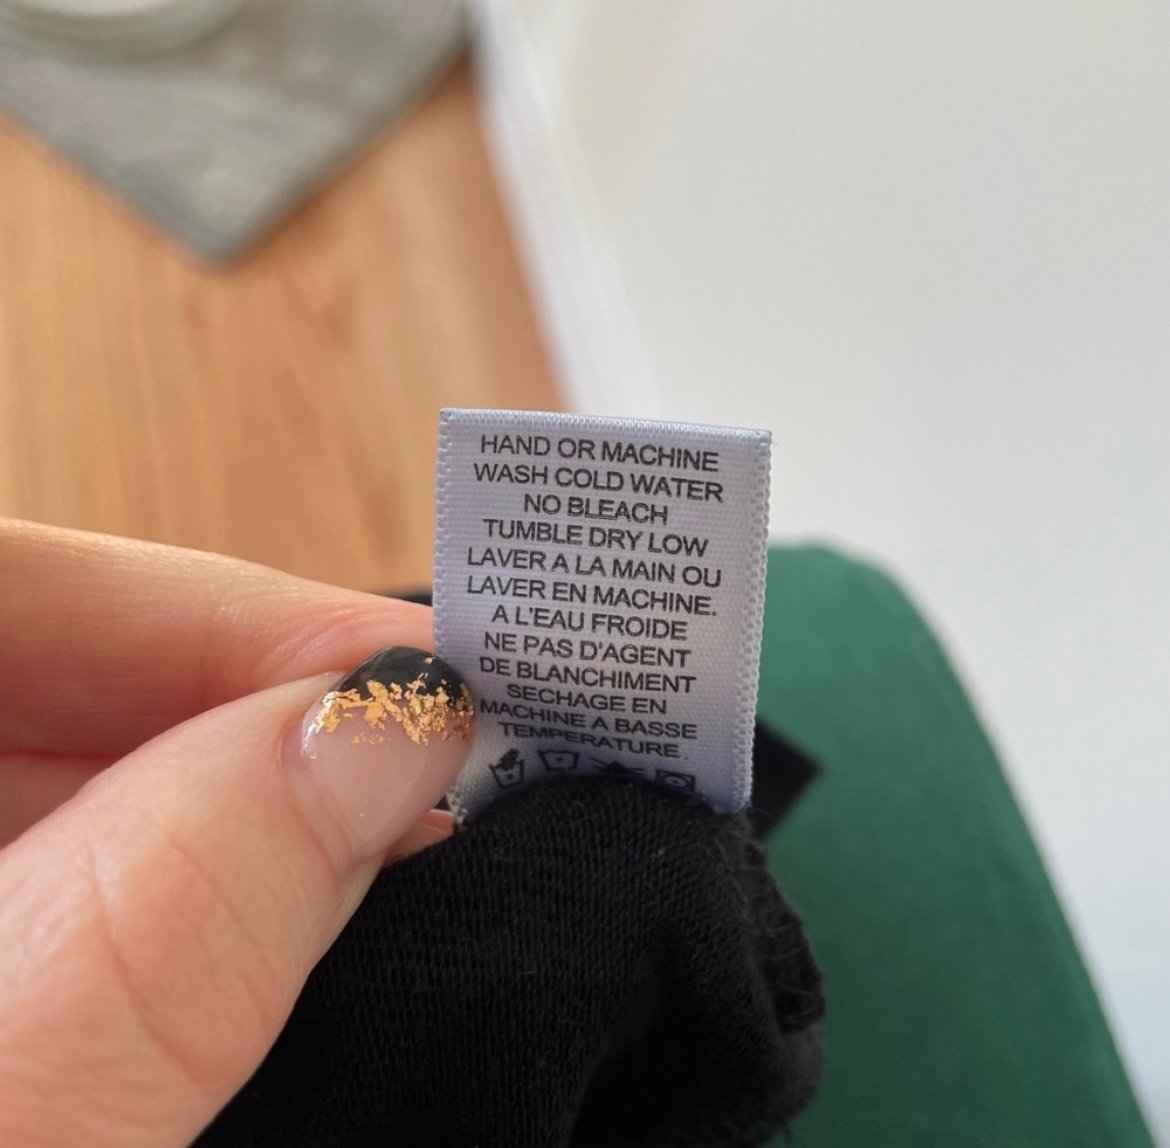 HAND OR MACHINE
WASH COLD WATER
NO BLEACH
TUMBLE DRY LOW
LAVER A LA MAIN OU
LAVER EN MACHINE.
A L'EAU FROIDE
NE PAS D'AGENT
DE BLANCHIMENT
SECHAGE EN
MACHINE A BASSE
TEMPERATURE.